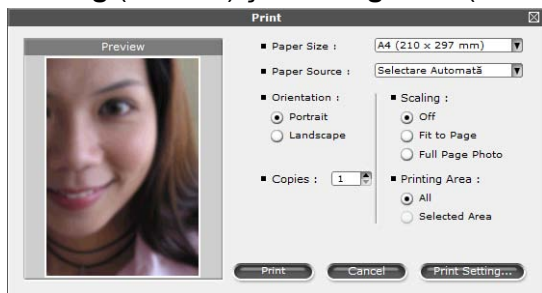 Print
Preview
Paper Size :
A4 (210 x 297 mm)
Paper Source :
Selectare Automată
Orientation :
Portrait
Landscape
Scaling :
Off
Fit to Page
Full Page Photo
Copies :
1
Printing Area :
All
Selected Area
Print
Cancel
Print Setting...